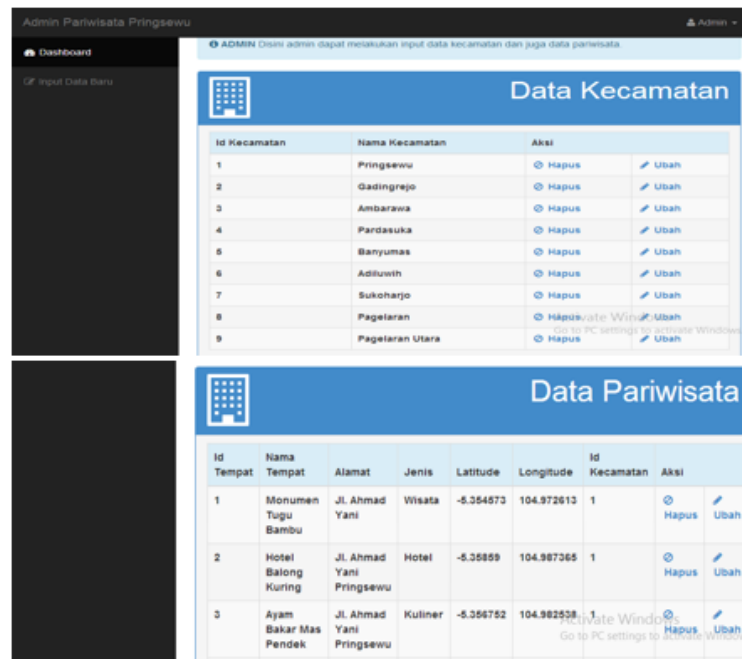 Admin Pariwisata Pringsewu
Admin
Dashboard
Input Data Baru
ADMIN Disini admin dapat melakukan input data kecamatan dan juga data pariwisata.
Data Kecamatan
Id Kecamatan Nama Kecamatan Aksi
1 Pringsewu Hapus Ubah
2 Gadingrejo Hapus Ubah
3 Ambarawa Hapus Ubah
4 Pardasuka Hapus Ubah
5 Banyumas Hapus Ubah
6 Adiluwih Hapus Ubah
7 Sukoharjo Hapus Ubah
8 Pagelaran Hapus Ubah
9 Pagelaran Utara Hapus Ubah
Activate Windows
Go to PC settings to activate Windows
Data Pariwisata
Id Nama Id
Tempat Tempat Alamat Jenis Latitude Longitude Kecamatan Aksi
1 Monumen Jl. Ahmad Wisata -5.354573 104.972613 1
Tugu Yani Hapus Ubah
Bambu
2 Hotel Jl. Ahmad Hotel -5.35859 104.987365 1
Balong Yani Hapus Ubah
Kuring Pringsewu
3 Ayam Jl. Ahmad Kuliner -5.356752 104.982538 1
Bakar Mas Yani Hapus Ubah
Pendek Pringsewu
Activate Windows
Go to PC settings to activate Windows